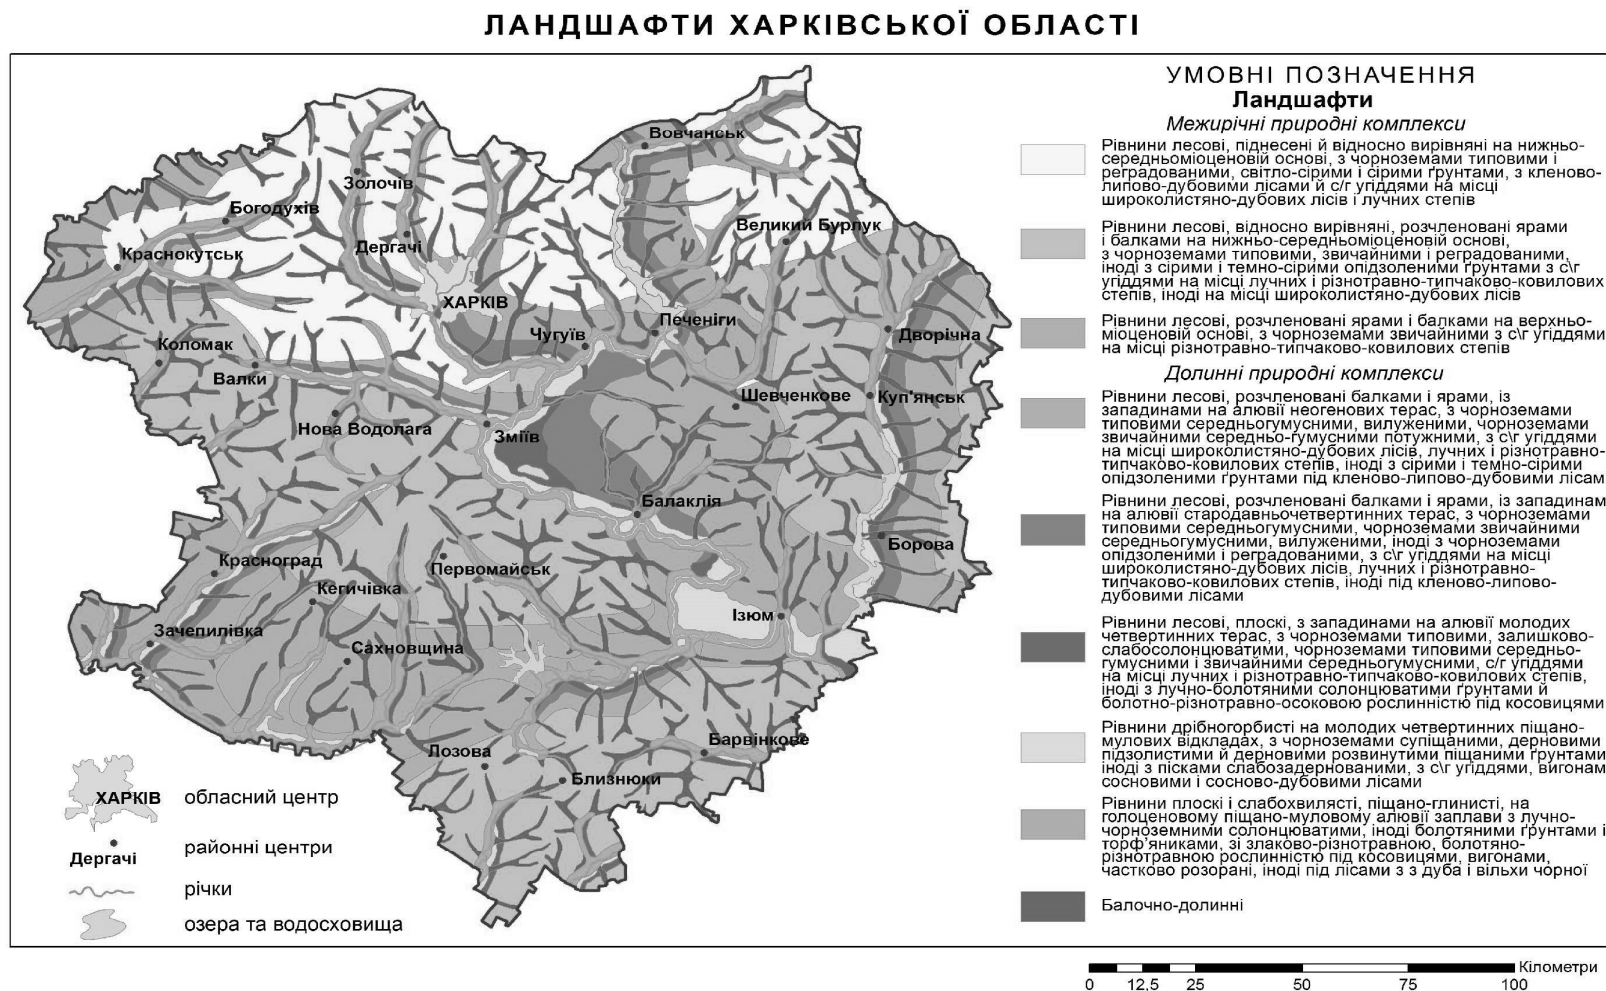 ЛАНДШАФТИ ХАРКІВСЬКОЇ ОБЛАСТІ
УМОВНІ ПОЗНАЧЕННЯ
Ландшафти
Межирічні природні комплекси
Рівнини лесові, піднесені й відносно вирівняні на нижньо-
середньоміоценовій основі, з чорноземами типовими і
реградованими, світло-сірими і сірими ґрунтами, з кленово-
липово-дубовими лісами й с/г угіддями на місці
широколистяно-дубових лісів і лучних степів
Рівнини лесові, відносно вирівняні, розчленовані ярами
і балками на нижньо-середньоміоценовій основі,
з чорноземами типовими, звичайними і реградованими,
іноді з сірими і темно-сірими опідзоленими ґрунтами з с\г
угіддями на місці лучних і різнотравно-типчаково-ковилових
степів, іноді на місці широколистяно-дубових лісів
Рівнини лесові, розчленовані ярами і балками на верхньо-
міоценовій основі, з чорноземами звичайними з с\г угіддями
на місці різнотравно-типчаково-ковилових степів
Долинні природні комплекси
Рівнини лесові, розчленовані балками і ярами, із
западинами на алювії неогенових терас, з чорноземами
типовими середньогумусними, вилуженими, чорноземами
звичайними середньо-гумусними потужними, з с\г угіддями
на місці широколистяно-дубових лісів, лучних і різнотравно-
типчаково-ковилових степів, іноді з сірими і темно-сірими
опідзоленими ґрунтами під кленово-липово-дубовими лісам
Рівнини лесові, розчленовані балками і ярами, із западинам
на алювії стародавньочетвертинних терас, з чорноземами
типовими середньогумусними, чорноземами звичайними
середньогумусними, вилуженими, іноді з чорноземами
опідзоленими і реградованими, з с\г угіддями на місці
широколистяно-дубових лісів, лучних і різнотравно-
типчаково-ковилових степів, іноді під кленово-липово-
дубовими лісами
Рівнини лесові, плоскі, з западинами на алювії молодих
четвертинних терас, з чорноземами типовими, залишково-
слабосолонцюватими, чорноземами типовими середньо-
гумусними і звичайними середньогумусними, с/г угіддями
на місці лучних і різнотравно-типчаково-ковилових степів,
іноді з лучно-болотяними солонцюватими ґрунтами й
болотно-різнотравно-осоковою рослинністю під косовицями
Рівнини дрібногорбисті на молодих четвертинних піщано-
мулових відкладах, з чорноземами супіщаними, дерновими
підзолистими й дерновими розвинутими піщаними ґрунтами
іноді з пісками слабозадернованими, з с\г угіддями, вигонам
сосновими і сосново-дубовими лісами
Рівнини плоскі і слабохвилясті, піщано-глинисті, на
голоценовому піщано-муловому алювії заплави з лучно-
чорноземними солонцюватими, іноді болотяними ґрунтами і
торф'яниками, зі злаково-різнотравною, болотяно-
різнотравною рослинністю під косовицями, вигонами,
частково розорані, іноді під лісами з з дуба і вільхи чорної
Балочно-долинні
Вовчанськ
Золочів
Богодухів
Великий Бурлук
Дергачі
Краснокутськ
ХАРКІВ
Печеніги
Чугуїв
Дворічна
Коломак
Валки
Шевченкове
Куп'янськ
Нова Водолага
Зміїв
Балаклія
Борова
Красноград
Первомайськ
Кегичівка
Ізюм
Зачепилівка
Сахновщина
Барвінкове
Лозова
Близнюки
ХАРКІВ
обласний центр
Дергачі
районні центри
річки
озера та водосховища
Кілометри
0 12,5 25 50 75 100